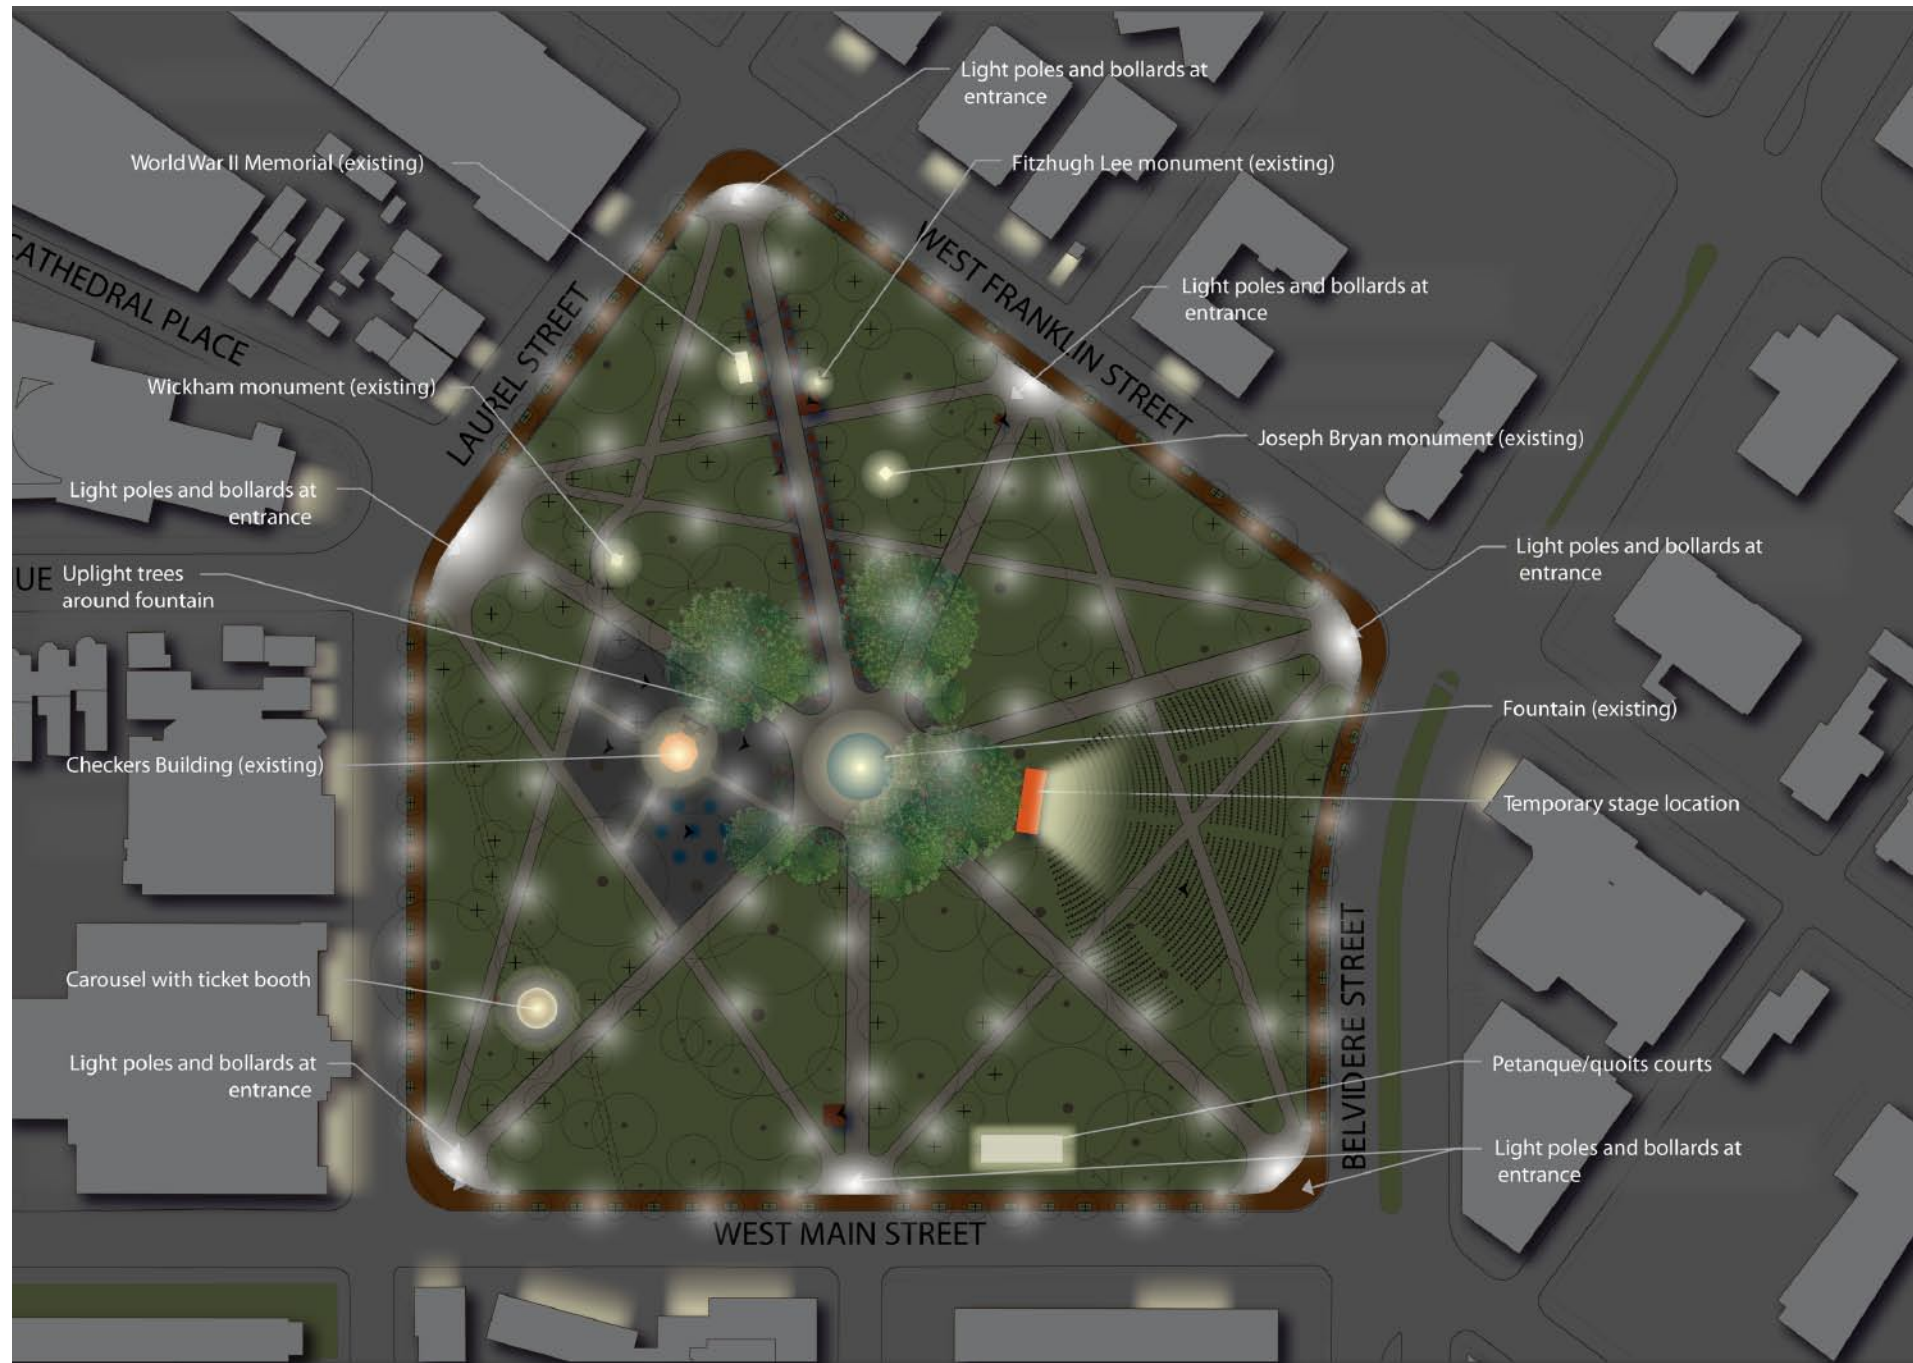 Light poles and bollards at
entrance
World War II Memorial (existing)
Fitzhugh Lee monument (existing)
WEST FRANKLIN STREET
CATHEDRAL PLACE
Light poles and bollards at
entrance
LAUREL STREET
Wickham monument (existing)
Joseph Bryan monument (existing)
Light poles and bollards at
entrance
Light poles and bollards at
entrance
UE
Uplight trees
around fountain
Fountain (existing)
Checkers Building (existing)
Temporary stage location
BELVIDERE STREET
Carousel with ticket booth
Light poles and bollards at
entrance
Petanque/quoits courts
Light poles and bollards at
entrance
WEST MAIN STREET